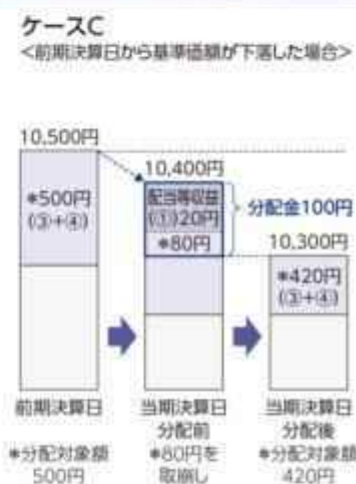 ケースC
<前期決算日から基準価額が下落した場合>
10,500円
*500円
(③+④)
10,400円
配当等収益
(①)20円
*80円
分配金100円
10,300円
*420円
(③+④)
前期決算日
*分配対象額
500円
当期決算日
分配前
*80円を
取崩し
当期決算日
分配後
*分配対象額
420円